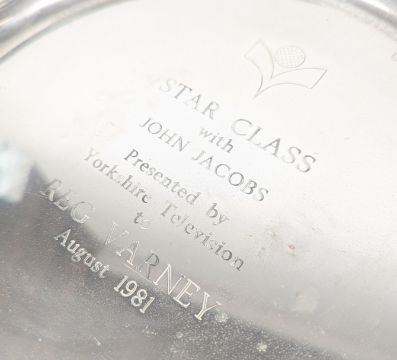 STAR CLASS
with
JOHN JACOBS
Presented by
Yorkshire Television
to
REG VARNEY
August 1981